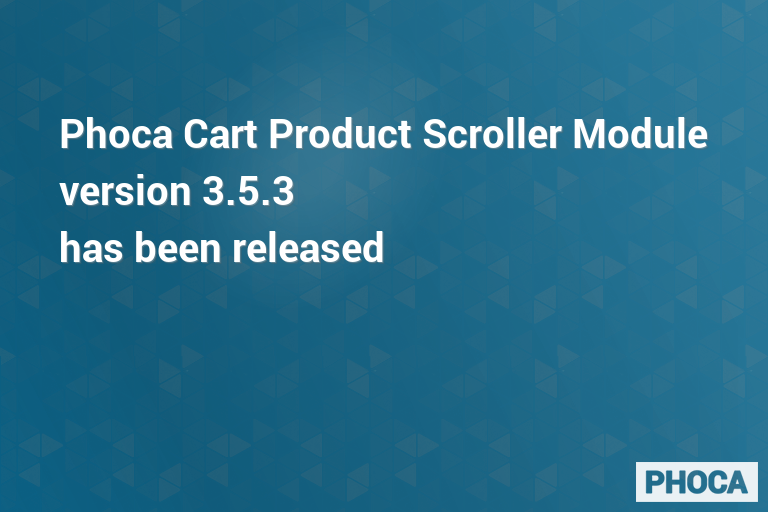 Phoca Cart Product Scroller Module
version 3.5.3
has been released
PHOCA